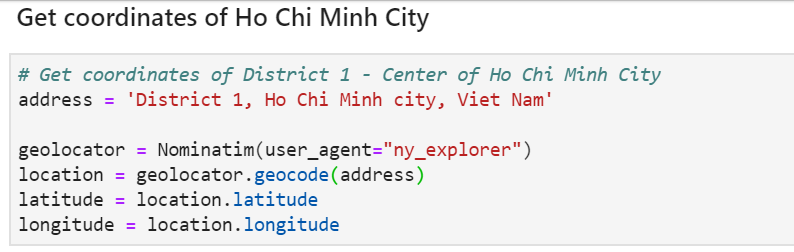 Get coordinates of Ho Chi Minh City
# Get coordinates of District 1 - Center of Ho Chi Minh City
address = 'District 1, Ho Chi Minh city, Viet Nam'
geolocator = Nominatim(user_agent="ny_explorer")
location = geolocator.geocode(address)
latitude = location.latitude
longitude = location.longitude